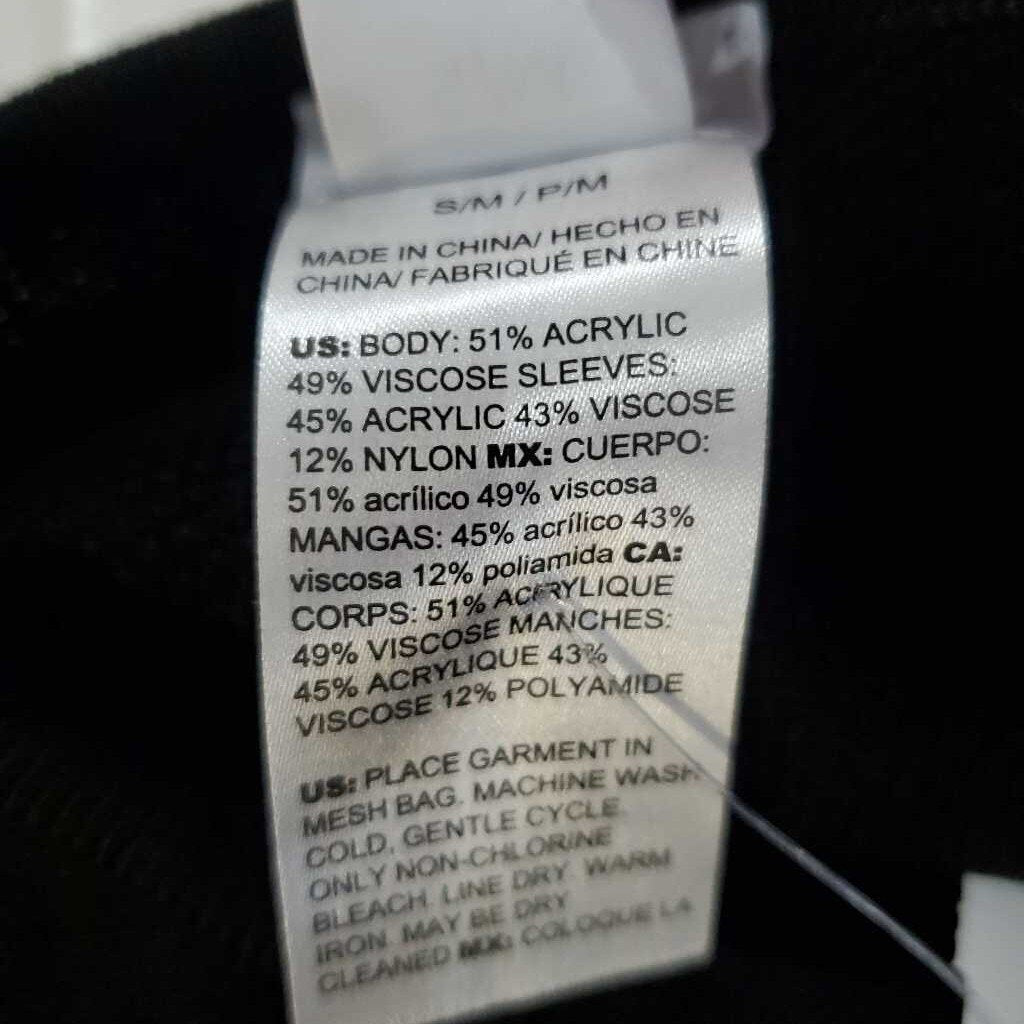 S/M / P/M
MADE IN CHINA/ HECHO EN
CHINA/ FABRIQUÉ EN CHINE
US: BODY: 51% ACRYLIC
49% VISCOSE SLEEVES:
45% ACRYLIC 43% VISCOSE
12% NYLON MX: CUERPO:
51% acrílico 49% viscosa
MANGAS: 45% acrílico 43%
viscosa 12% poliamida CA:
CORPS: 51% ACRYLIQUE
49% VISCOSE MANCHES:
45% ACRYLIQUE 43%
VISCOSE 12% POLYAMIDE
US: PLACE GARMENT IN
MESH BAG. MACHINE WASH
COLD, GENTLE CYCLE.
ONLY NON-CHLORINE
BLEACH. LINE DRY. WARM
IRON. MAY BE DRY
CLEANED MX: COLOQUE LA